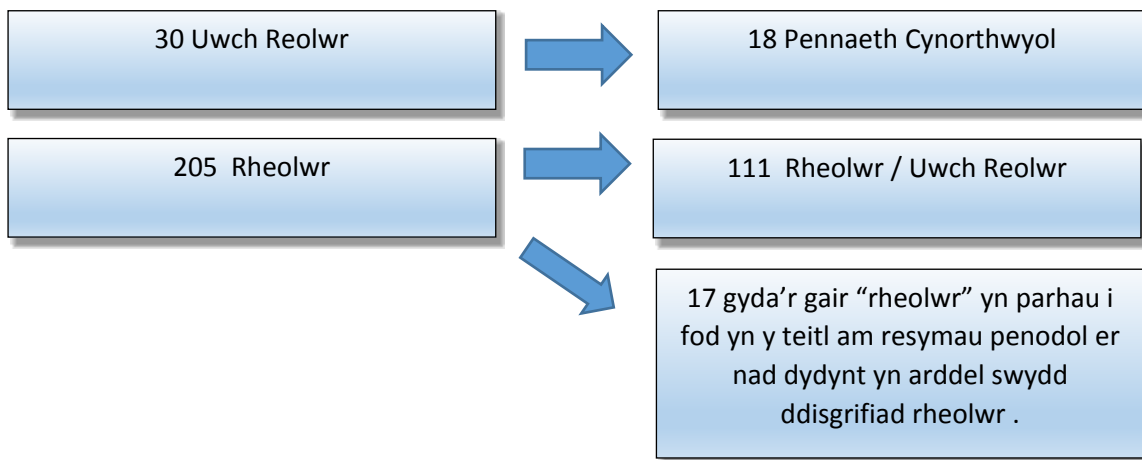 30 Uwch Reolwr
18 Pennaeth Cynorthwyol
205 Rheolwr
111 Rheolwr / Uwch Reolwr
17 gyda'r gair “rheolwr” yn parhau i
fod yn y teitl am resymau penodol er
nad dydynt yn arddel swydd
ddisgrifiad rheolwr .